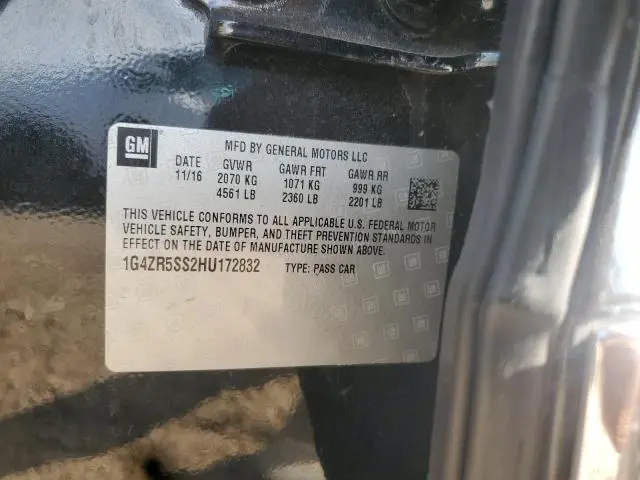 GM
MFD BY GENERAL MOTORS LLC
DATE GVWR GAWR FRT GAWR RR
11/16 2070 KG 1071 KG 999 KG
4561 LB 2360 LB 2201 LB
THIS VEHICLE CONFORMS TO ALL APPLICABLE U.S. FEDERAL MOTOR
VEHICLE SAFETY, BUMPER, AND THEFT PREVENTION STANDARDS IN
EFFECT ON THE DATE OF MANUFACTURE SHOWN ABOVE.
1G4ZR5SS2HU172832 TYPE: PASS CAR